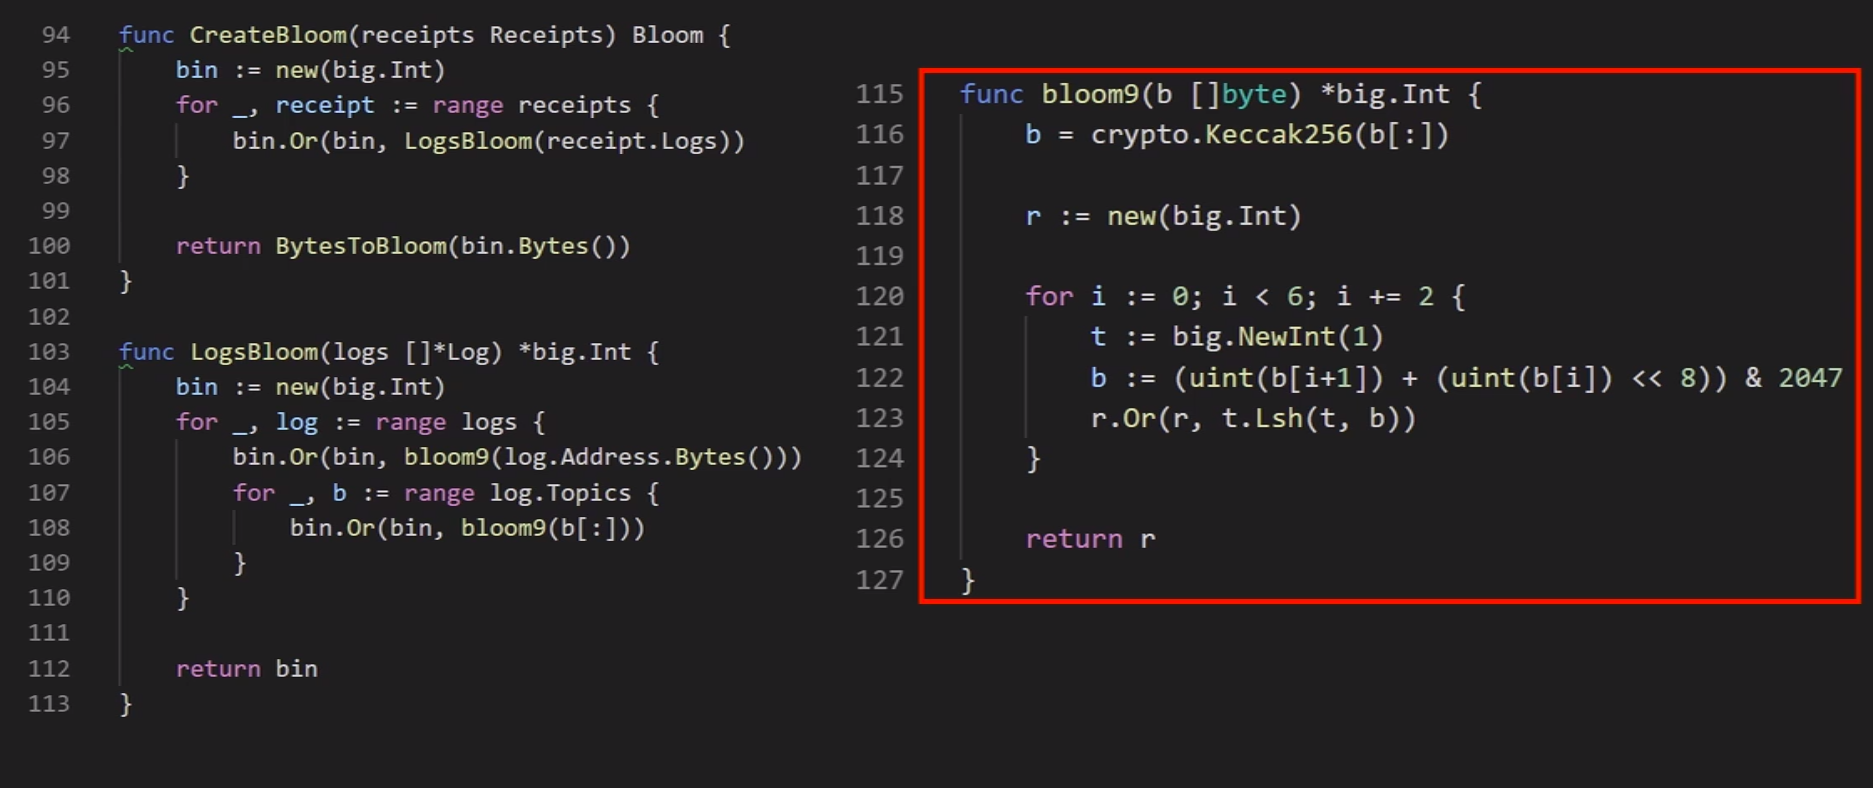 94 func CreateBloom(receipts Receipts) Bloom {
95 bin := new(big.Int)
96 for _, receipt := range receipts {
97 bin.Or(bin, LogsBloom(receipt.Logs))
98 }
99
100 return BytesToBloom(bin.Bytes())
101 }
102
103 func LogsBloom(logs []*Log) *big.Int {
104 bin := new(big.Int)
105 for _, log := range logs {
106 bin.Or(bin, bloom9(log.Address.Bytes()))
107 for _, b := range log.Topics {
108 bin.Or(bin, bloom9(b[:]))
109 }
110 }
111
112 return bin
113 }
115 func bloom9(b []byte) *big.Int {
116 b = crypto.Keccak256(b[:])
117
118 r := new(big.Int)
119
120 for i := 0; i < 6; i += 2 {
121 t := big.NewInt(1)
122 b := (uint(b[i+1]) + (uint(b[i]) << 8)) & 2047
123 r.Or(r, t.Lsh(t, b))
124 }
125
126 return r
127 }